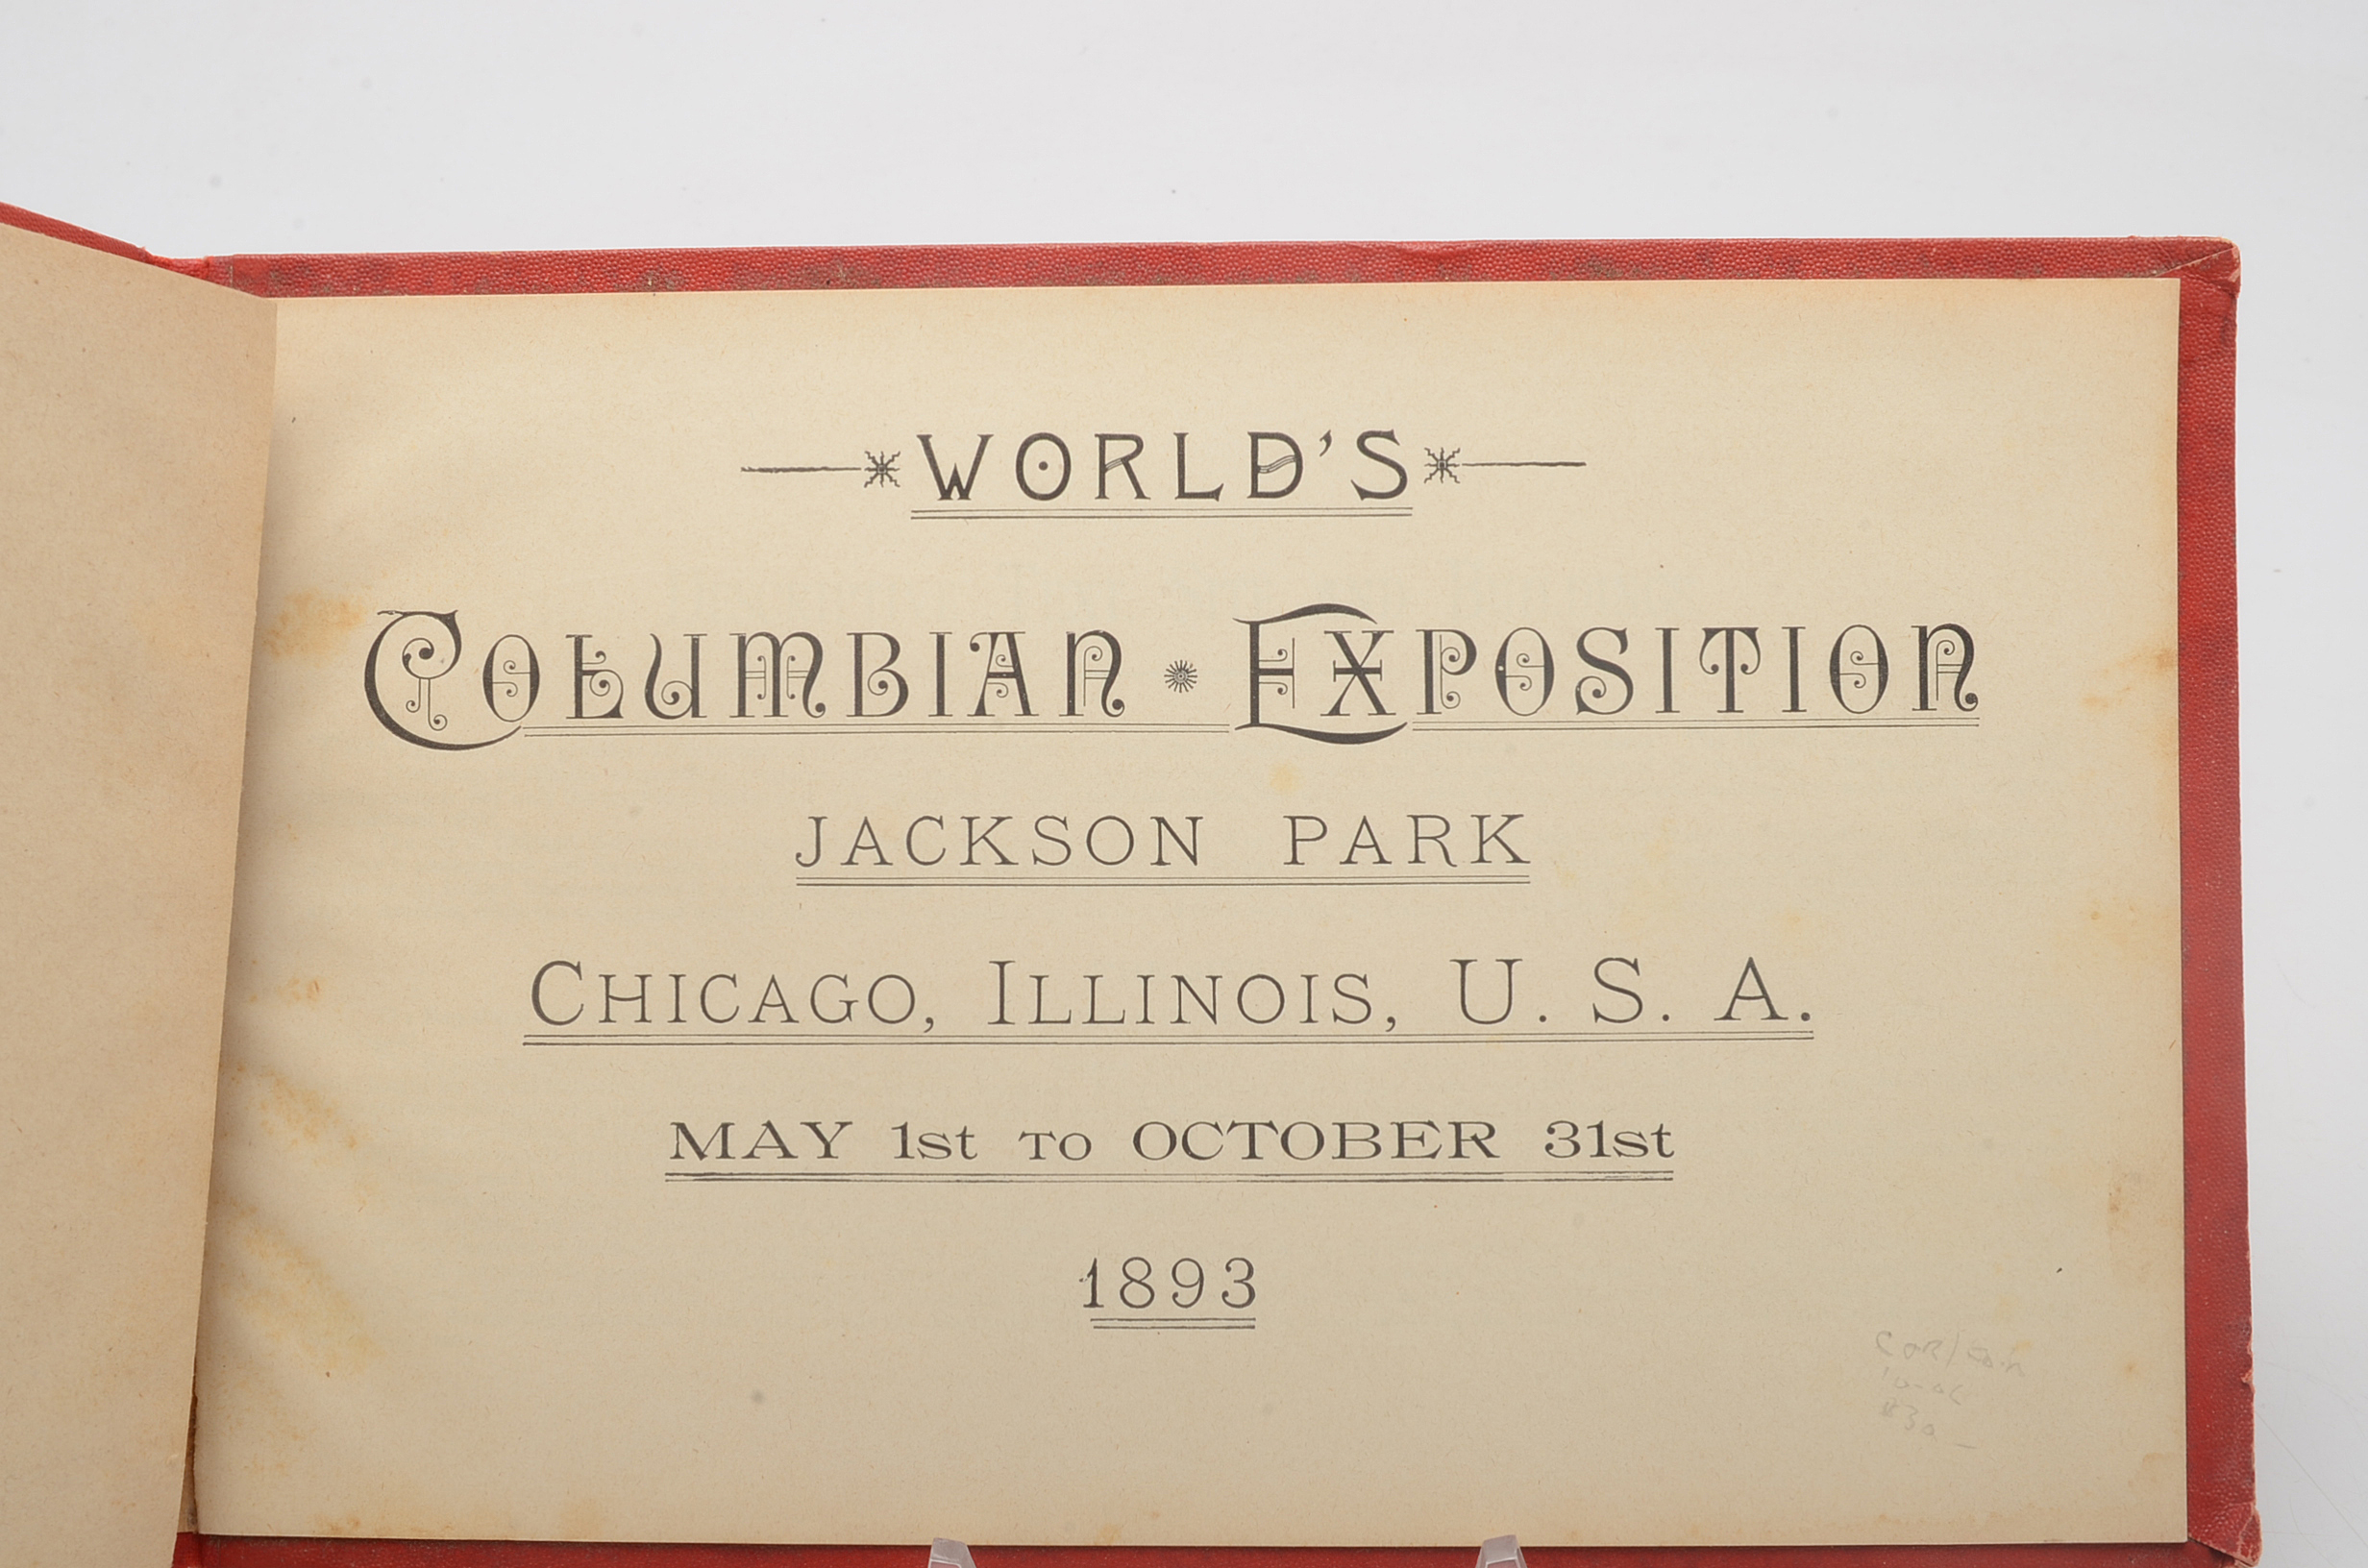 WORLD'S
COLUMBIAN EXPOSITION
JACKSON PARK
CHICAGO, ILLINOIS, U. S. A.
MAY 1st TO OCTOBER 31st
1893